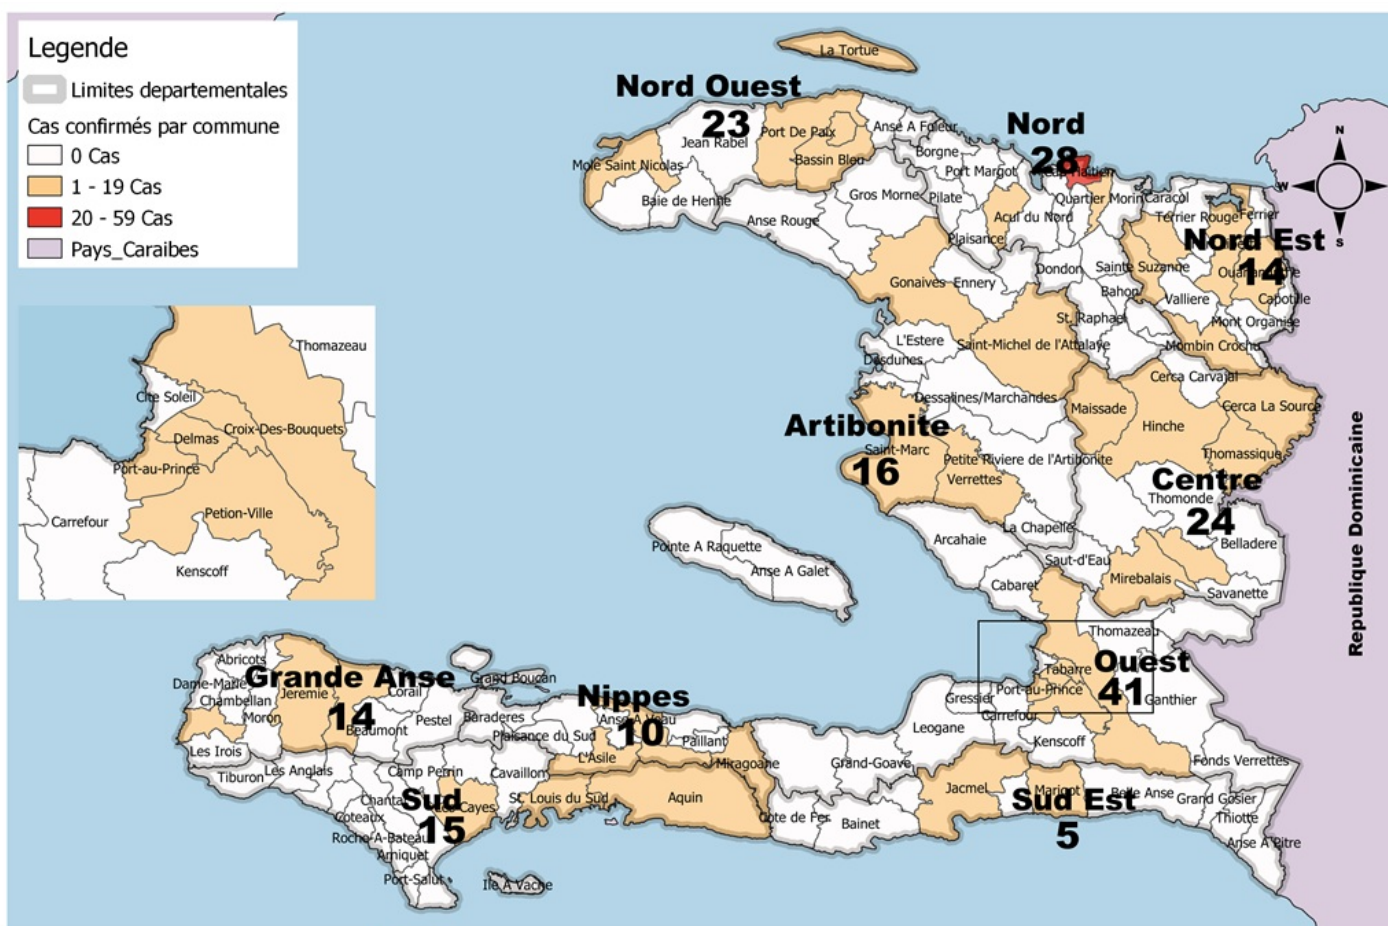 Legende
Limites departementales
Cas confirmés par commune
0 Cas
1 - 19 Cas
20 - 59 Cas
Pays_Caraibes
Thomazeau
Cite Soleil
Croix-Des-Bouquets
Delmas
Port-au-Prince
Petion-Ville
Carrefour
Kenscoff
La Tortue
Nord Ouest
23
Jean Rabel
Port De Paix
Anse A Foleur
Mole Saint Nicolas
Bassin Bleu
Baie de Henne
Anse Rouge
Nord
28
Borgne
Port Margot
Gros Morne
Pilate
Quartier Morin
Caracol
Acul du Nord
Plaisance
Terrier Rouge
Ferrier
Nord Est
14
Dondon
Sainte Suzanne
Bahon
Valliere
Capotille
Mont Organise
Mombin Crochu
St. Raphael
Gonaives
Ennery
L'Estere
Saint-Michel de l'Attalaye
Desdunes
Dessalines/Marchandes
Artibonite
16
Saint-Marc
Petite Riviere de l'Artibonite
Verrettes
La Chapelle
Cerca Carvajal
Maissade
Cerca La Source
Hinche
Thomassique
Centre
24
Thomonde
Belladere
Saut-d'Eau
Mirebalais
Savanette
Republique Dominicaine
Pointe A Raquette
Anse A Galet
Arcahaie
Cabaret
Thomazeau
Tabarre
Ouest
41
Port-au-Prince
Ganthier
Gressier
Carrefour
Leogane
Kenscoff
Grand-Goave
Fonds Verrettes
Abricots
Dame-Marie
Chambellan
Grande Anse
14
Jeremie
Corail
Moron
Beaumont
Pestel
Les Irois
Grand Boucan
Nippes
10
Baraderes
Anse A Veau
Plaisance du Sud
Paillant
L'Asile
Miragoane
Tiburon
Les Anglais
Camp Perrin
Cavaillon
Sud
15
St. Louis du Sud
Aquin
Coteaux
Arniquet
Port-Salut
Ile A Vache
Cote de Fer
Bainet
Jacmel
Marigot
Sud Est
5
Belle Anse
Grand Gosier
Thiotte
Anse A Pitre
N
W
S